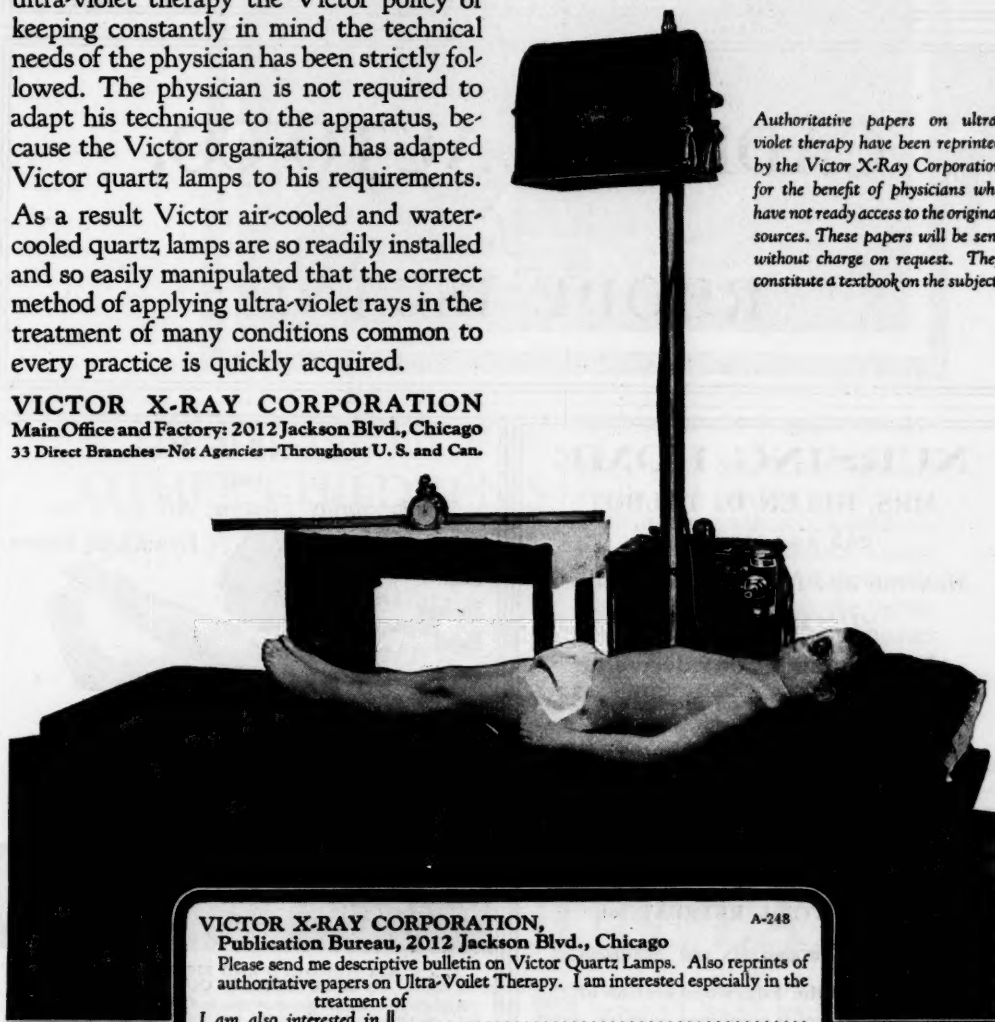 ultra-violet therapy the Victor policy of
keeping constantly in mind the technical
needs of the physician has been strictly fol-
lowed. The physician is not required to
adapt his technique to the apparatus, be-
cause the Victor organization has adapted
Victor quartz lamps to his requirements.
As a result Victor air-cooled and water-
cooled quartz lamps are so readily installed
and so easily manipulated that the correct
method of applying ultra-violet rays in the
treatment of many conditions common to
every practice is quickly acquired.
VICTOR X-RAY CORPORATION
Main Office and Factory: 2012 Jackson Blvd., Chicago
33 Direct Branches—Not Agencies—Throughout U. S. and Can.
Authoritative papers on ultra
violet therapy have been reprinte
by the Victor X-Ray Corporation
for the benefit of physicians wh
have not ready access to the origina
sources. These papers will be sen
without charge on request. The
constitute a textbook on the subject
VICTOR X-RAY CORPORATION, A-248
Publication Bureau, 2012 Jackson Blvd., Chicago
Please send me descriptive bulletin on Victor Quartz Lamps. Also reprints of
authoritative papers on Ultra-Voilet Therapy. I am interested especially in the
treatment of
I am also interested in